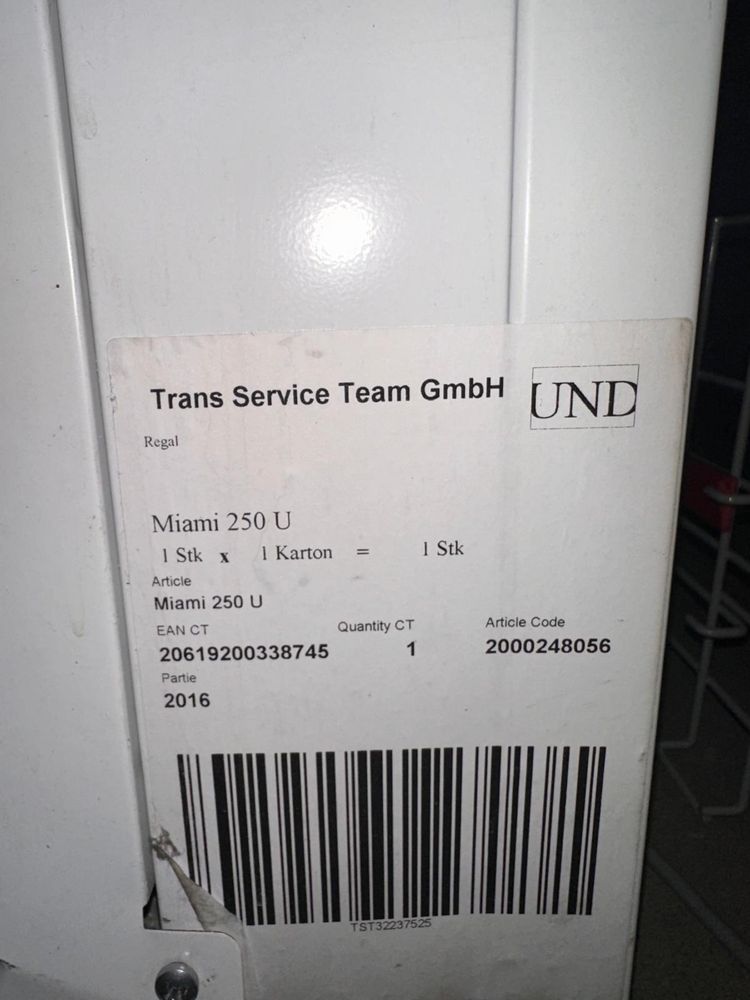 Trans Service Team GmbH
UND
Regal
Miami 250 U
1 Stk x 1 Karton = 1 Stk
Article
Miami 250 U
EAN CT Quantity CT Article Code
20619200338745 1 2000248056
Partie
2016
TST32237525